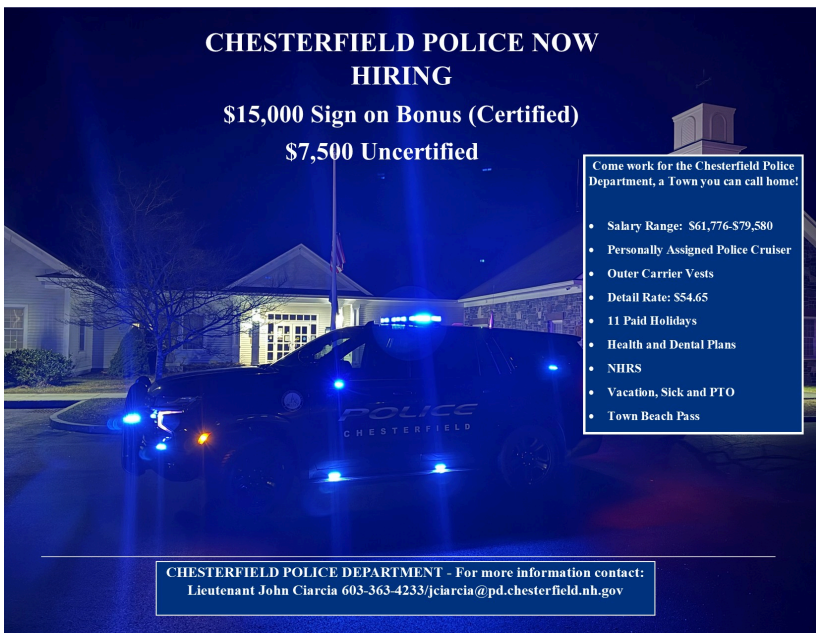 CHESTERFIELD POLICE NOW
HIRING
$15,000 Sign on Bonus (Certified)
$7,500 Uncertified
Come work for the Chesterfield Police
Department, a Town you can call home!
• Salary Range: $61,776-$79,580
• Personally Assigned Police Cruiser
• Outer Carrier Vests
• Detail Rate: $54.65
• 11 Paid Holidays
• Health and Dental Plans
• NHRS
• Vacation, Sick and PTO
• Town Beach Pass
POLICE
CHESTERFIELD
CHESTERFIELD POLICE DEPARTMENT - For more information contact:
Lieutenant John Ciarcia 603-363-4233/jciarcia@pd.chesterfield.nh.gov